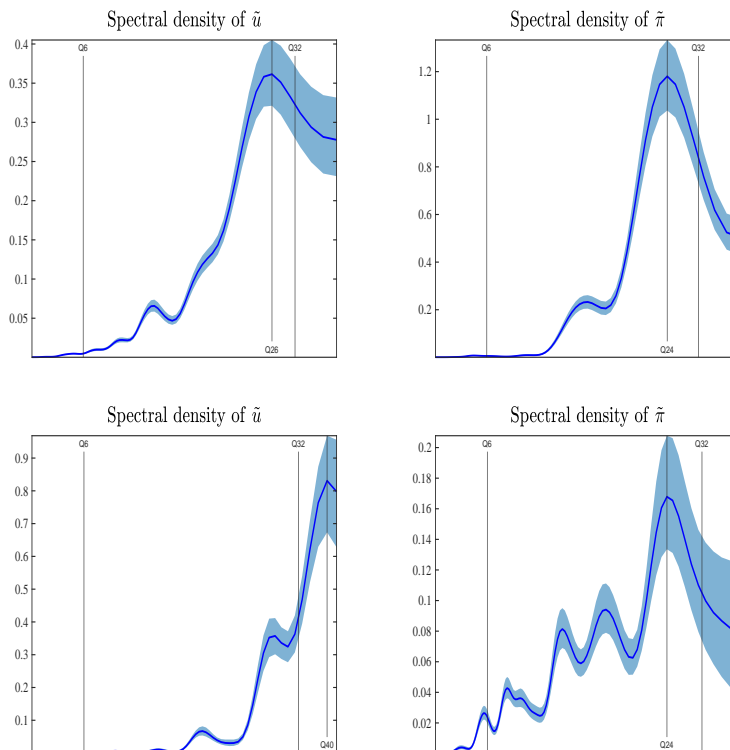 Spectral density of ũ
Spectral density of π̃
Q6
Q32
Q6
Q32
0.4
0.35
0.3
0.25
0.2
0.15
0.1
0.05
Q26
1.2
1
0.8
0.6
0.4
0.2
Q24
Spectral density of ũ
Spectral density of π̃
Q6
Q32
Q6
Q32
0.9
0.8
0.7
0.6
0.5
0.4
0.3
0.2
0.1
Q40
0.2
0.18
0.16
0.14
0.12
0.1
0.08
0.06
0.04
0.02
Q24